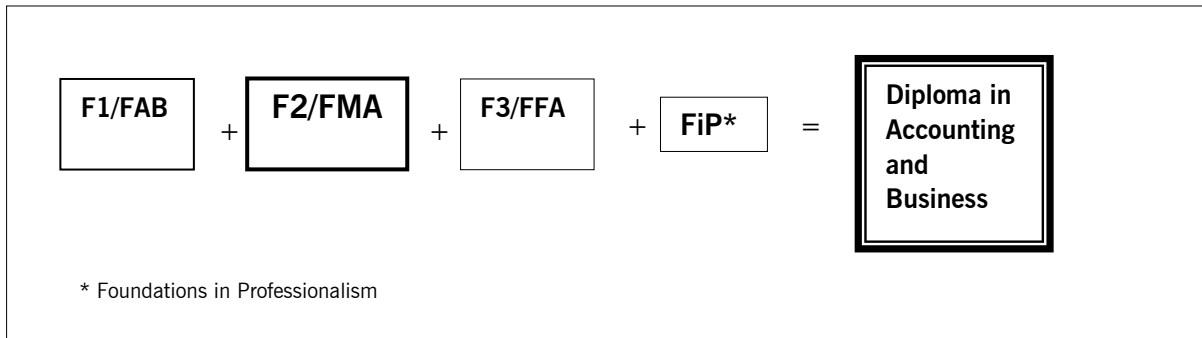 F1/FAB + F2/FMA + F3/FFA + FiP* = Diploma in
Accounting
and
Business
* Foundations in Professionalism